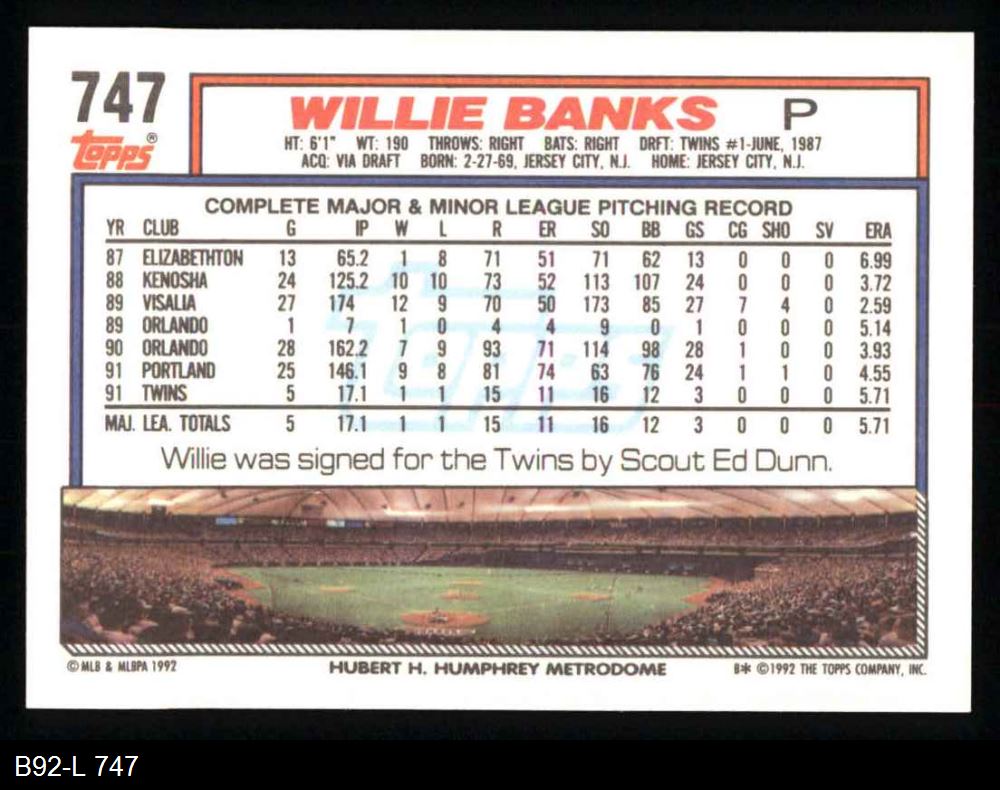 747
Topps®
WILLIE BANKS P
HT: 6'1" WT: 190 THROWS: RIGHT BATS: RIGHT DRFT: TWINS #1-JUNE, 1987
ACQ: VIA DRAFT BORN: 2-27-69, JERSEY CITY, N.J. HOME: JERSEY CITY, N.J.
COMPLETE MAJOR & MINOR LEAGUE PITCHING RECORD
YR CLUB G IP W L R ER SO BB GS CG SHO SV ERA
87 ELIZABETHTON 13 65.2 1 8 71 51 71 62 13 0 0 0 6.99
88 KENOSHA 24 125.2 10 10 73 52 113 107 24 0 0 0 3.72
89 VISALIA 27 174 12 9 70 50 173 85 27 7 4 0 2.59
89 ORLANDO 1 7 1 0 4 4 9 0 1 0 0 0 5.14
90 ORLANDO 28 162.2 7 9 93 71 114 98 28 1 0 0 3.93
91 PORTLAND 25 146.1 9 8 81 74 63 76 24 1 1 0 4.55
91 TWINS 5 17.1 1 1 15 11 16 12 3 0 0 0 5.71
MAJ. LEA. TOTALS 5 17.1 1 1 15 11 16 12 3 0 0 0 5.71
Topps
Willie was signed for the Twins by Scout Ed Dunn.
© MLB & MLBPA 1992 HUBERT H. HUMPHREY METRODOME B* © 1992 THE TOPPS COMPANY, INC.
B92-L 747